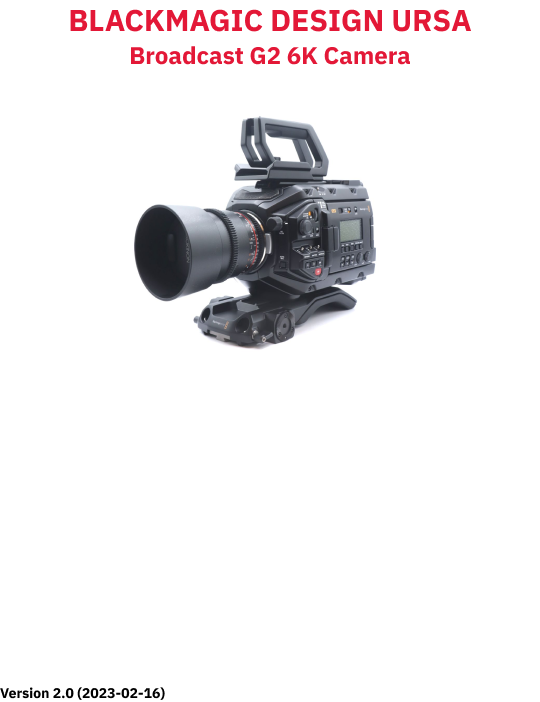 BLACKMAGIC DESIGN URSA
Broadcast G2 6K Camera
Version 2.0 (2023-02-16)